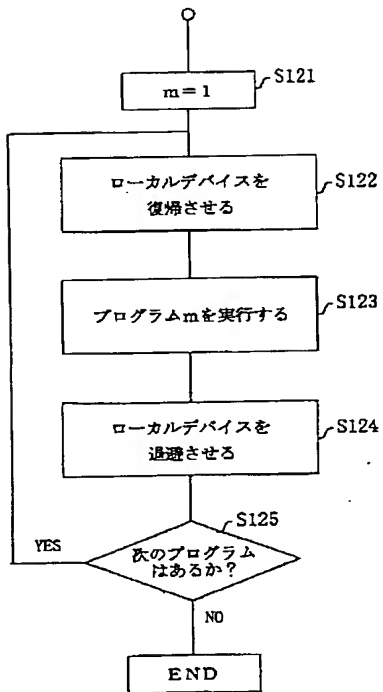 m=1
S121
ローカルデバイスを
復帰させる
S122
プログラムmを実行する
S123
ローカルデバイスを
退避させる
S124
S125
次のプログラム
はあるか？
YES
NO
END